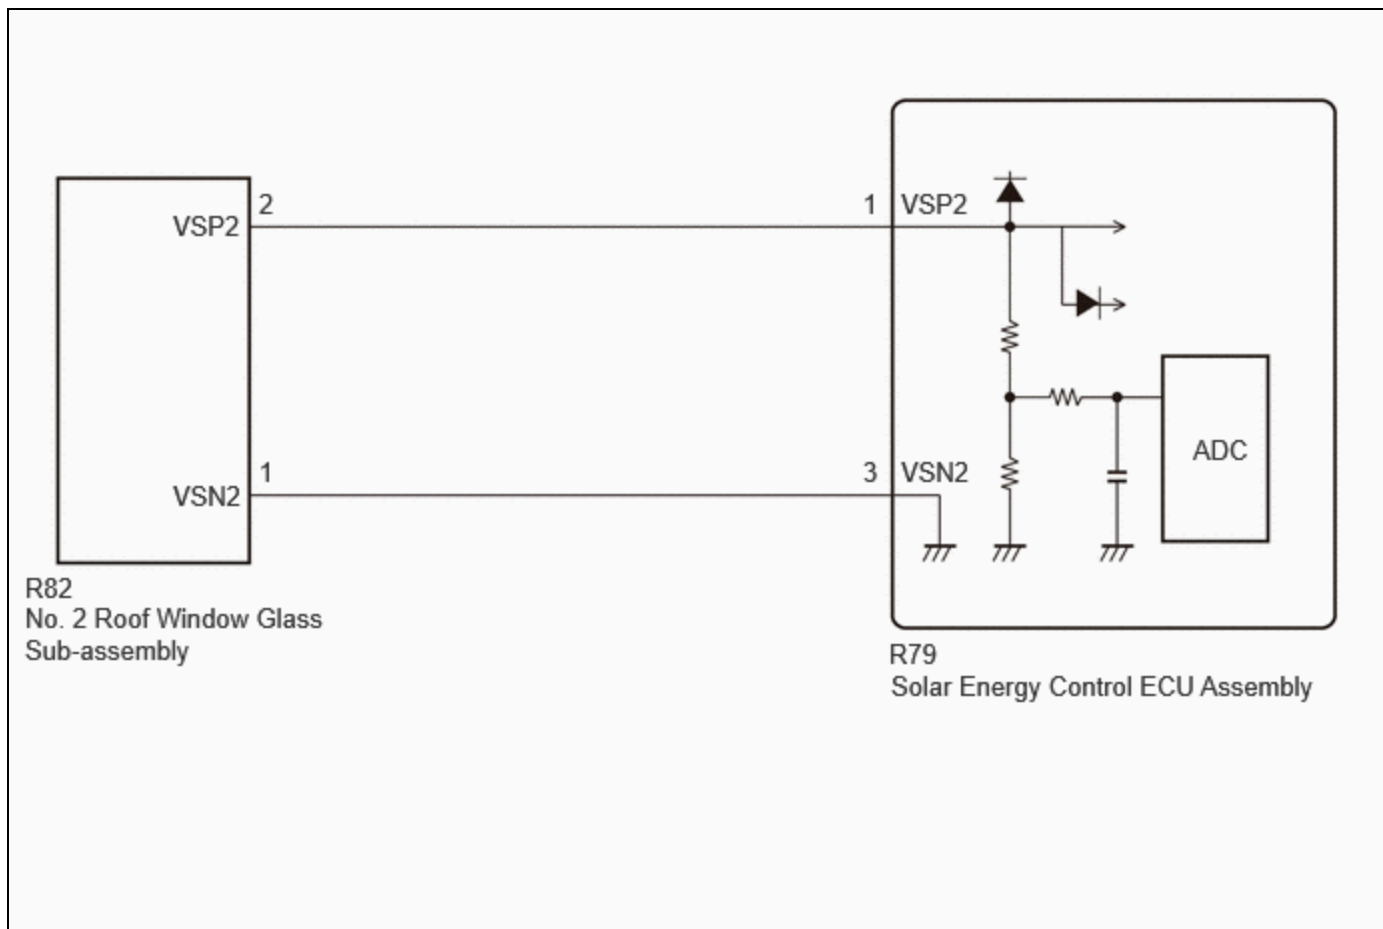 2
VSP2
1
VSP2
1
VSN2
3
VSN2
ADC
R82
No. 2 Roof Window Glass
Sub-assembly
R79
Solar Energy Control ECU Assembly